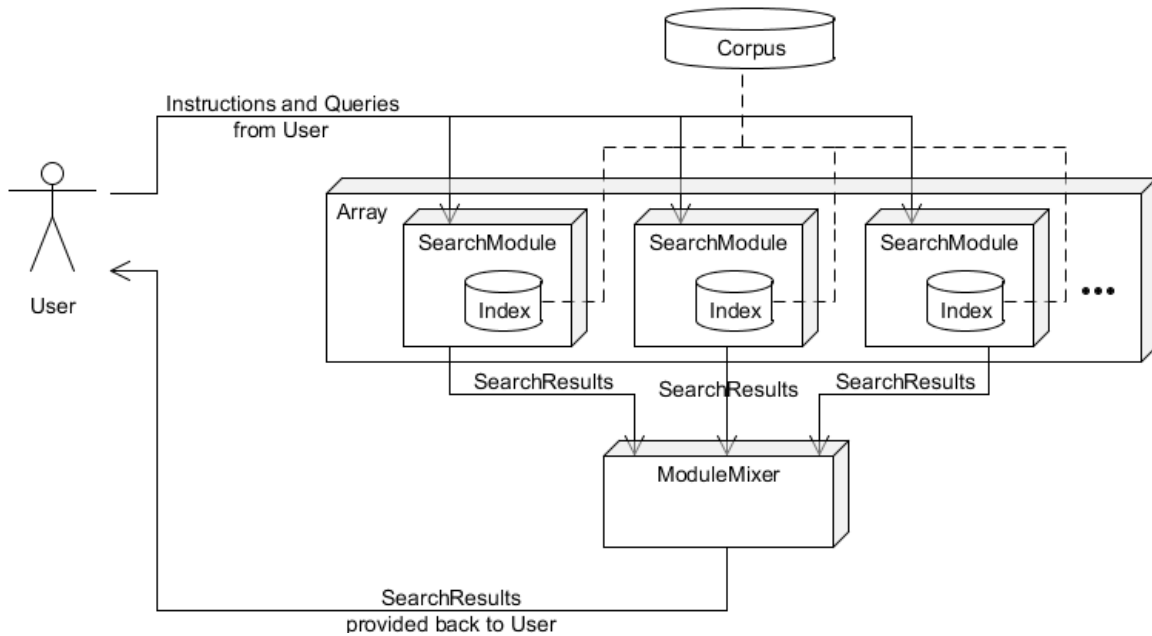 Corpus
Instructions and Queries
from User
Array
SearchModule
SearchModule
SearchModule
Index
Index
Index
User
SearchResults
SearchResults
SearchResults
ModuleMixer
SearchResults
provided back to User